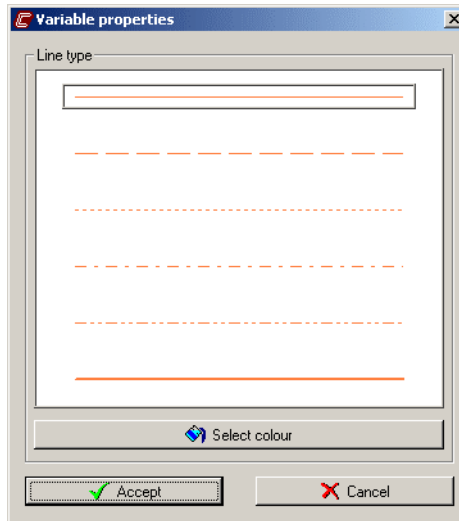 Variable properties
Line type
Select colour
Accept
Cancel